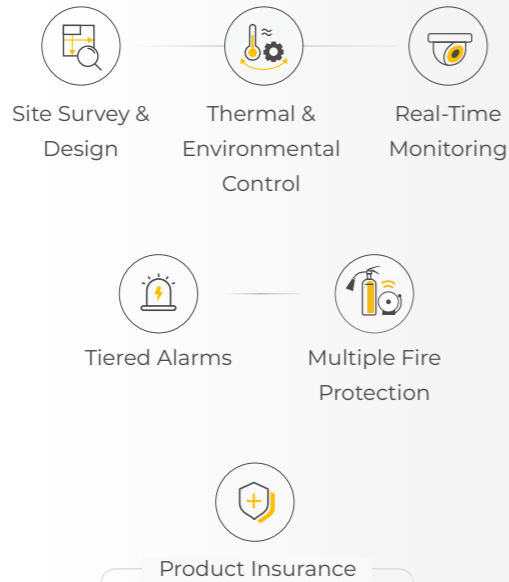 Site Survey &
Design
Thermal &
Environmental
Control
Real-Time
Monitoring
Tiered Alarms
Multiple Fire
Protection
Product Insurance